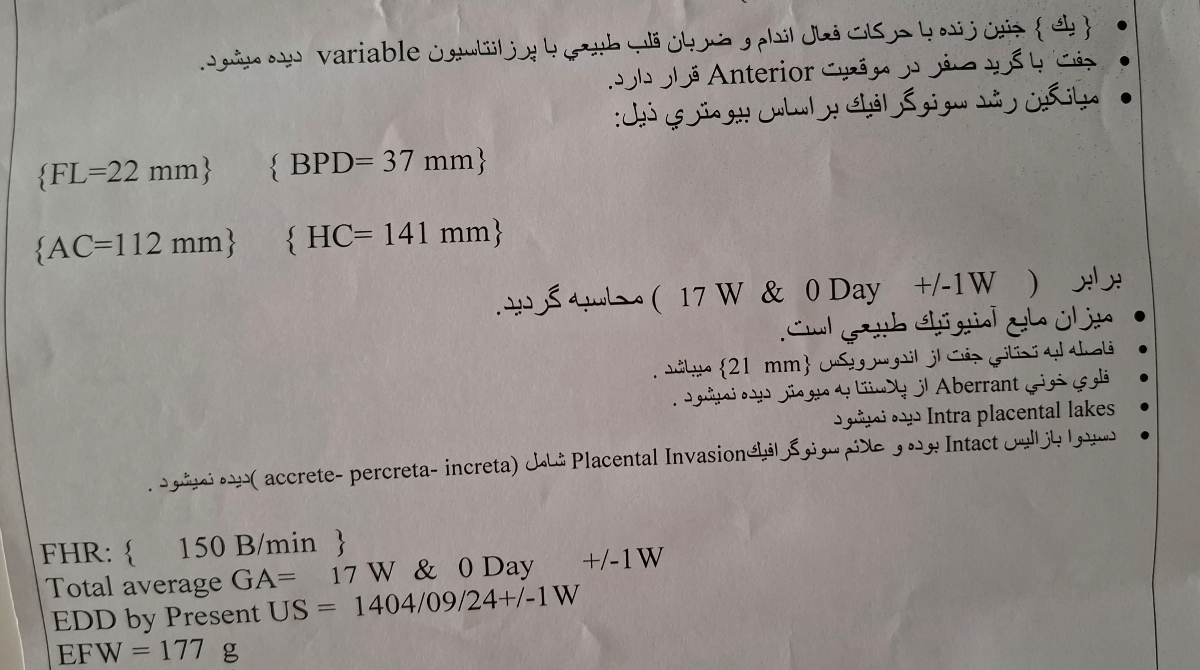 { يك } جنين زنده با حركات فعال اندام و ضربان قلب طبيعي با پرزانتاسيون variable ديده ميشود.
جفت با گريد صفر در موقعيت Anterior قرار دارد.
ميانگين رشد سونوگرافيك بر اساس بيومتري ذيل:
{FL=22 mm} { BPD= 37 mm}
{AC=112 mm} { HC= 141 mm}
برابر ( 17 W & 0 Day +/-1W ) محاسبه گرديد.
ميزان مايع آمنيوتيك طبيعي است.
فاصله لبه تحتاني جفت از اندوسرويكس {21 mm} ميباشد .
فلوي خوني Aberrant از پلاسنتا به ميومتر ديده نميشود .
Intra placental lakes ديده نميشود
دسيدوا بازاليس Intact بوده و علائم سونوگرافيكPlacental Invasion شامل (accrete- percreta- increta )ديده نميشود .
FHR: { 150 B/min }
Total average GA= 17 W & 0 Day +/-1W
EDD by Present US = 1404/09/24+/-1W
EFW = 177 g